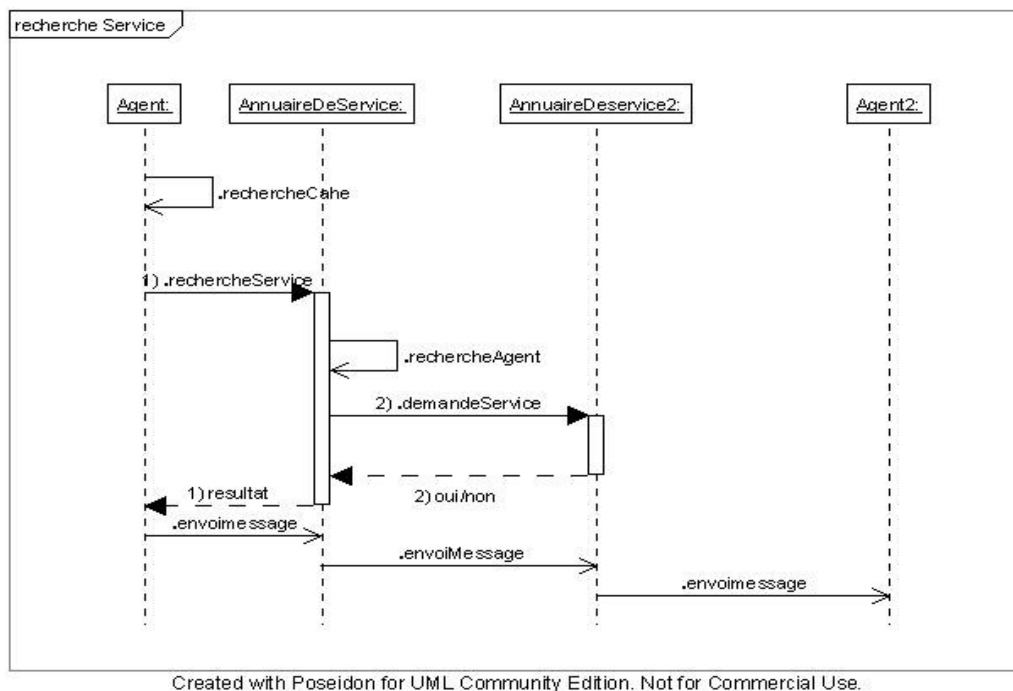 recherche Service
Agent:
AnnuaireDeService:
AnnuaireDeservice2:
Agent2:
.rechercheCahe
1) .rechercheService
.rechercheAgent
2) .demandeService
2) oui/non
1) resultat
.envoimessage
.envoiMessage
.envoimessage
Created with Poseidon for UML Community Edition. Not for Commercial Use.